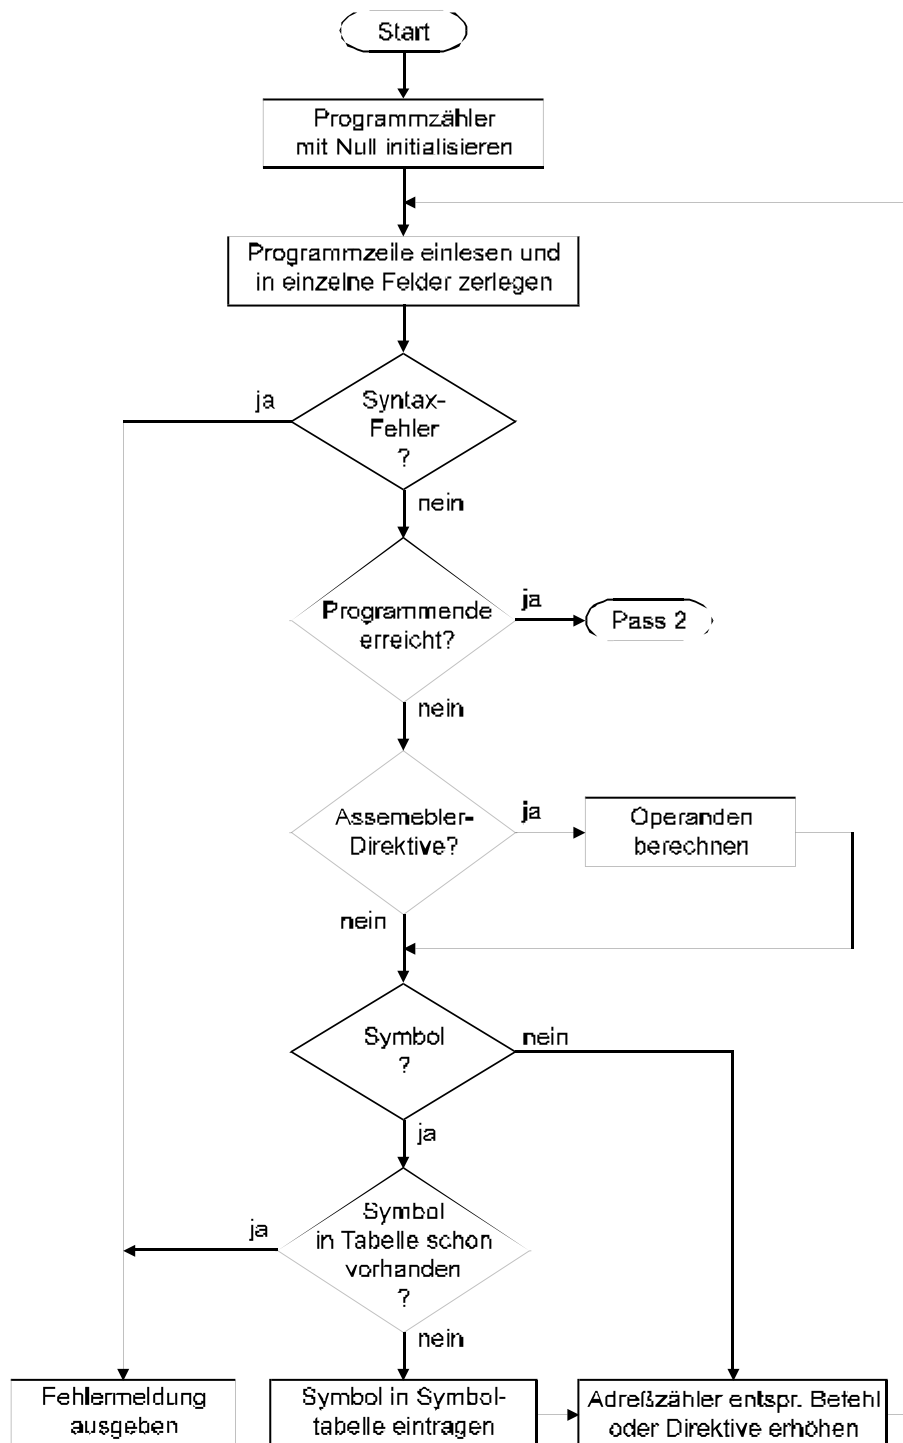 Start
Programmzähler
mit Null initialisieren
Programmzeile einlesen und
in einzelne Felder zerlegen
ja
Syntax-
Fehler
?
nein
Programmende
erreicht?
ja
Pass 2
nein
Assemebler-
Direktive?
ja
Operanden
berechnen
nein
Symbol
?
nein
ja
Symbol
in Tabelle schon
vorhanden
?
ja
nein
Fehlermeldung
ausgeben
Symbol in Symbol-
tabelle eintragen
Adreßzähler entspr. Befehl
oder Direktive erhöhen